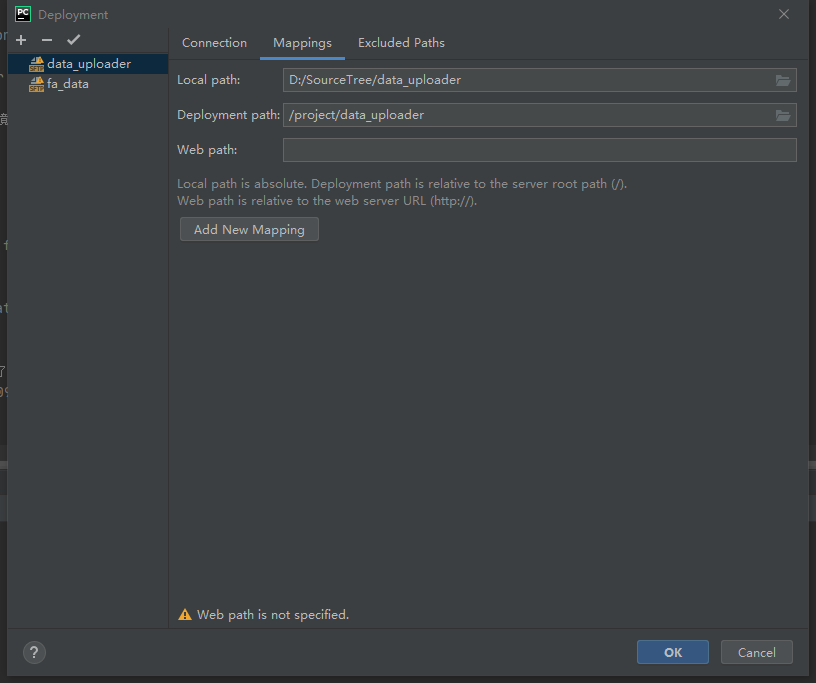 PC
Deployment
data_uploader
SFTP
fa_data
SFTP
Connection
Mappings
Excluded Paths
Local path:
D:/SourceTree/data_uploader
Deployment path:
/project/data_uploader
Web path:
Local path is absolute. Deployment path is relative to the server root path (/).
Web path is relative to the web server URL (http://).
Add New Mapping
Web path is not specified.
?
OK
Cancel